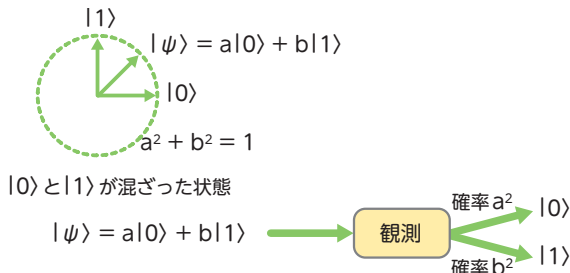 |1⟩
|ψ⟩ = a|0⟩ + b|1⟩
|0⟩
a² + b² = 1
|0⟩と|1⟩が混ざった状態
確率a²
|0⟩
|ψ⟩ = a|0⟩ + b|1⟩
観測
|1⟩
確率b²